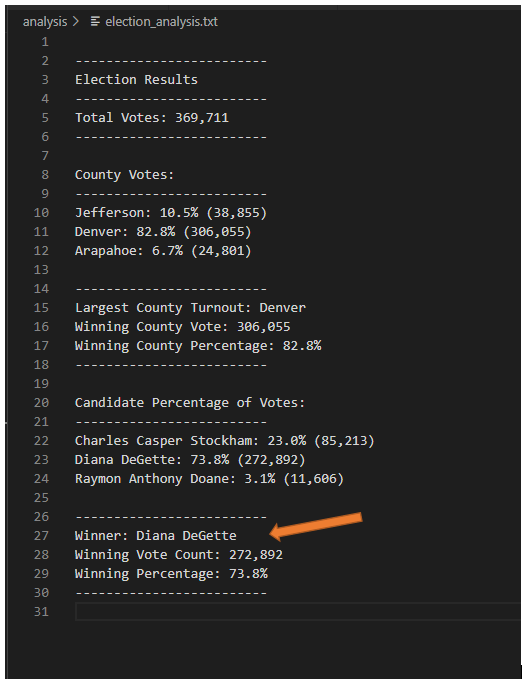 analysis > election_analysis.txt
1
2 -------------------------
3 Election Results
4 -------------------------
5 Total Votes: 369,711
6 -------------------------
7
8 County Votes:
9 -------------------------
10 Jefferson: 10.5% (38,855)
11 Denver: 82.8% (306,055)
12 Arapahoe: 6.7% (24,801)
13
14 -------------------------
15 Largest County Turnout: Denver
16 Winning County Vote: 306,055
17 Winning County Percentage: 82.8%
18 -------------------------
19
20 Candidate Percentage of Votes:
21 -------------------------
22 Charles Casper Stockham: 23.0% (85,213)
23 Diana DeGette: 73.8% (272,892)
24 Raymon Anthony Doane: 3.1% (11,606)
25
26 -------------------------
27 Winner: Diana DeGette
28 Winning Vote Count: 272,892
29 Winning Percentage: 73.8%
30 -------------------------
31